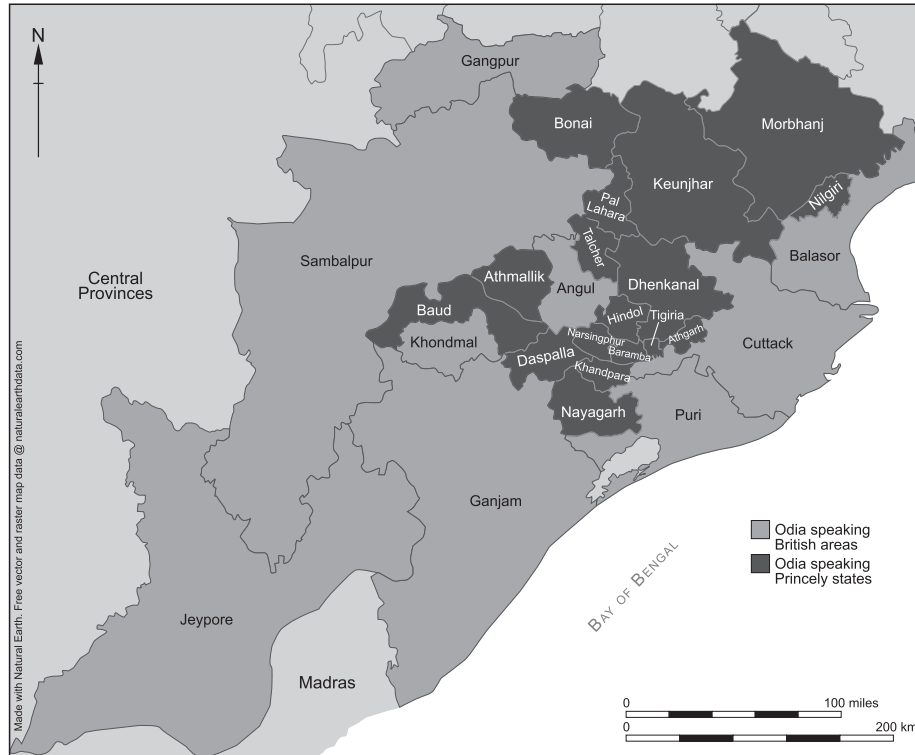 N
Gangpur
Bonai
Morbhanj
Keunjhar
Nilgiri
Pal
Lahara
Talcher
Balasor
Sambalpur
Central
Provinces
Athmallik
Angul
Dhenkanal
Baud
Hindol
Tigiria
Athgarh
Khondmal
Narsingphur
Baramba
Cuttack
Daspalla
Khandpara
Nayagarh
Puri
Ganjam
Odia speaking
British areas
Odia speaking
Princely states
Bay of Bengal
Jeypore
Madras
0 100 miles
0 200 km
Made with Natural Earth. Free vector and raster map data @ naturalearthdata.com